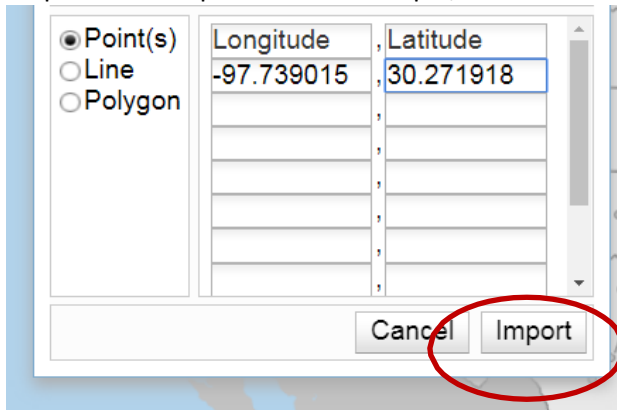 Point(s) Longitude , Latitude
Line -97.739015 , 30.271918
Polygon ,
,
,
,
,
,
Cancel Import